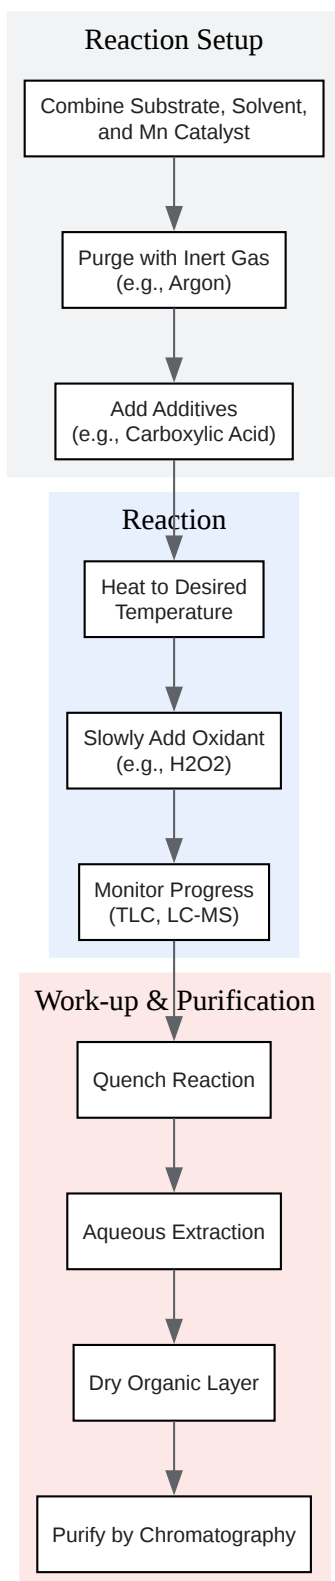 Reaction Setup
Combine Substrate, Solvent,
and Mn Catalyst
Purge with Inert Gas
(e.g., Argon)
Add Additives
(e.g., Carboxylic Acid)
Reaction
Heat to Desired
Temperature
Slowly Add Oxidant
(e.g., H2O2)
Monitor Progress
(TLC, LC-MS)
Work-up & Purification
Quench Reaction
Aqueous Extraction
Dry Organic Layer
Purify by Chromatography